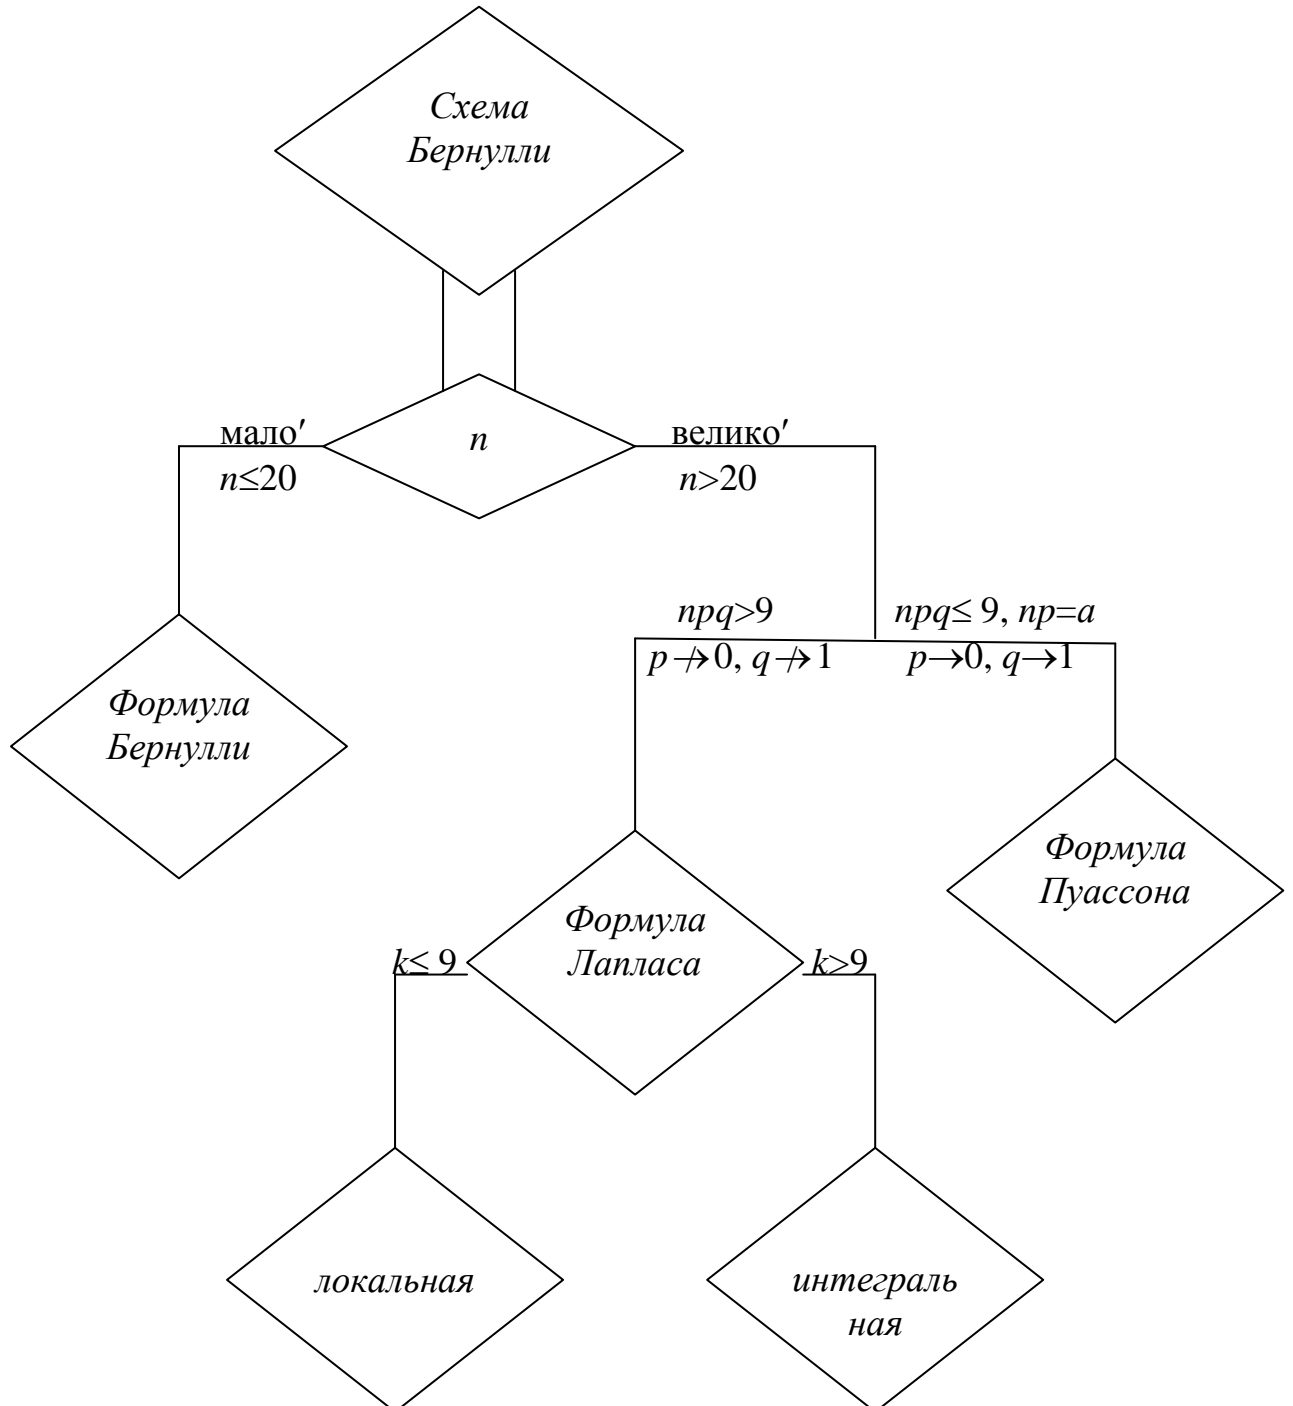 Схема
Бернулли
мало′
n
велико′
n≤20
n>20
npq>9
npq≤ 9, np=a
p↛0, q↛1
p→0, q→1
Формула
Бернулли
Формула
Пуассона
Формула
Лапласа
k≤ 9
k>9
локальная
интеграль
ная